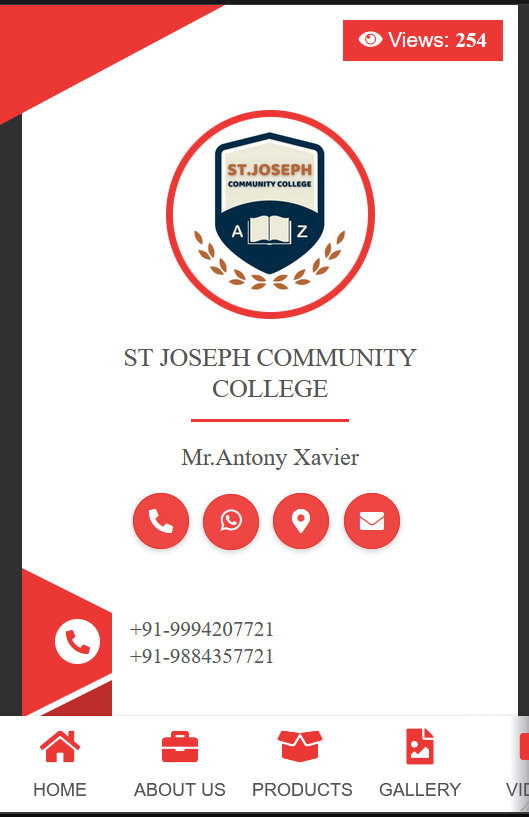 Views: 254
ST.JOSEPH
COMMUNITY COLLEGE
A Z
ST JOSEPH COMMUNITY
COLLEGE
Mr.Antony Xavier
+91-9994207721
+91-9884357721
HOME ABOUT US PRODUCTS GALLERY